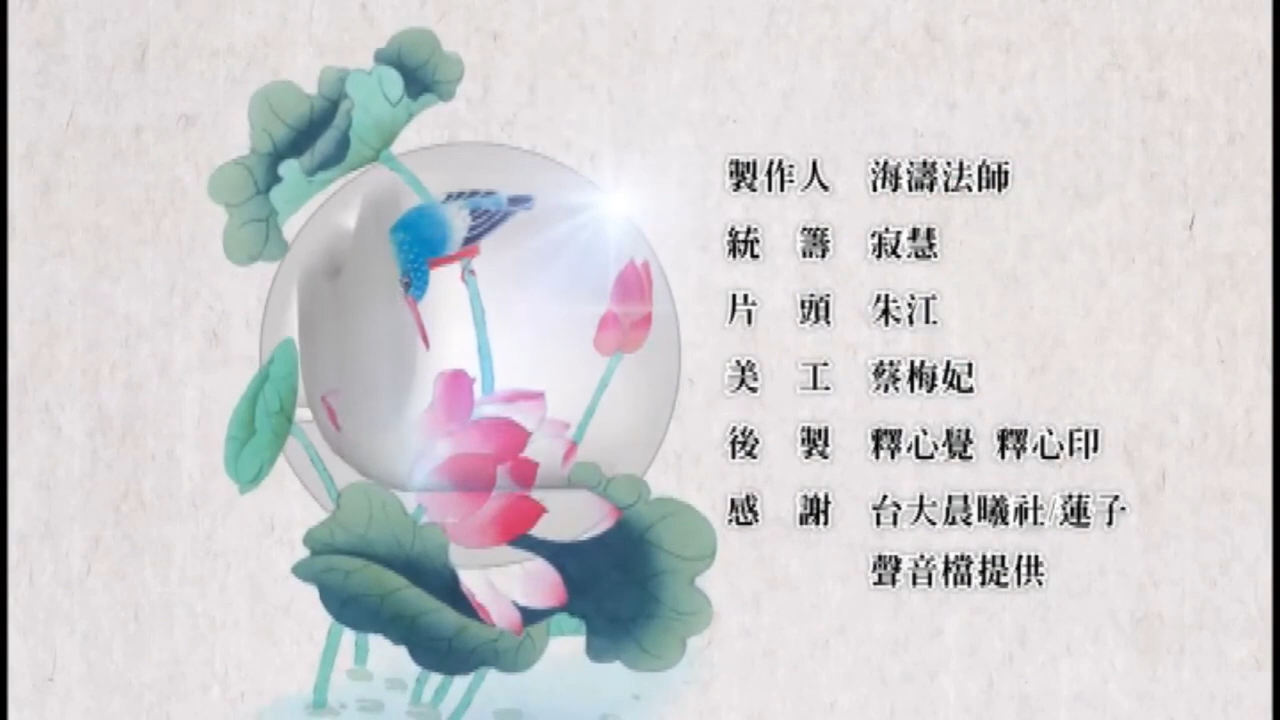 製作人 海濤法師
統 籌 寂慧
片 頭 朱江
美 工 蔡梅妃
後 製 釋心覺 釋心印
感 謝 台大晨曦社/蓮子
聲音檔提供